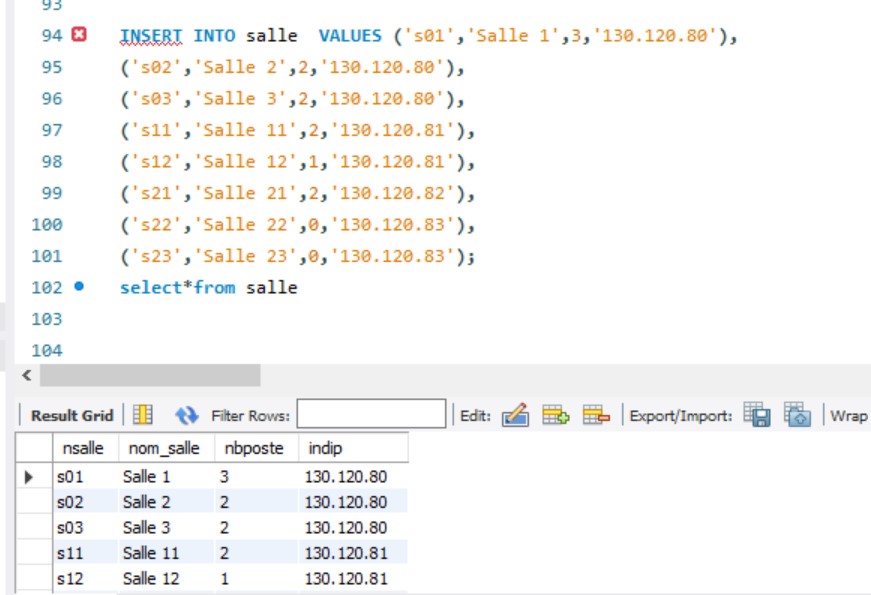 93
94 INSERT INTO salle  VALUES ('s01','Salle 1',3,'130.120.80'),
95 ('s02','Salle 2',2,'130.120.80'),
96 ('s03','Salle 3',2,'130.120.80'),
97 ('s11','Salle 11',2,'130.120.81'),
98 ('s12','Salle 12',1,'130.120.81'),
99 ('s21','Salle 21',2,'130.120.82'),
100 ('s22','Salle 22',0,'130.120.83'),
101 ('s23','Salle 23',0,'130.120.83');
102 select*from salle
103
104
Result Grid Filter Rows: Edit: Export/Import: Wrap
nsalle nom_salle nbposte indip
s01 Salle 1 3 130.120.80
s02 Salle 2 2 130.120.80
s03 Salle 3 2 130.120.80
s11 Salle 11 2 130.120.81
s12 Salle 12 1 130.120.81